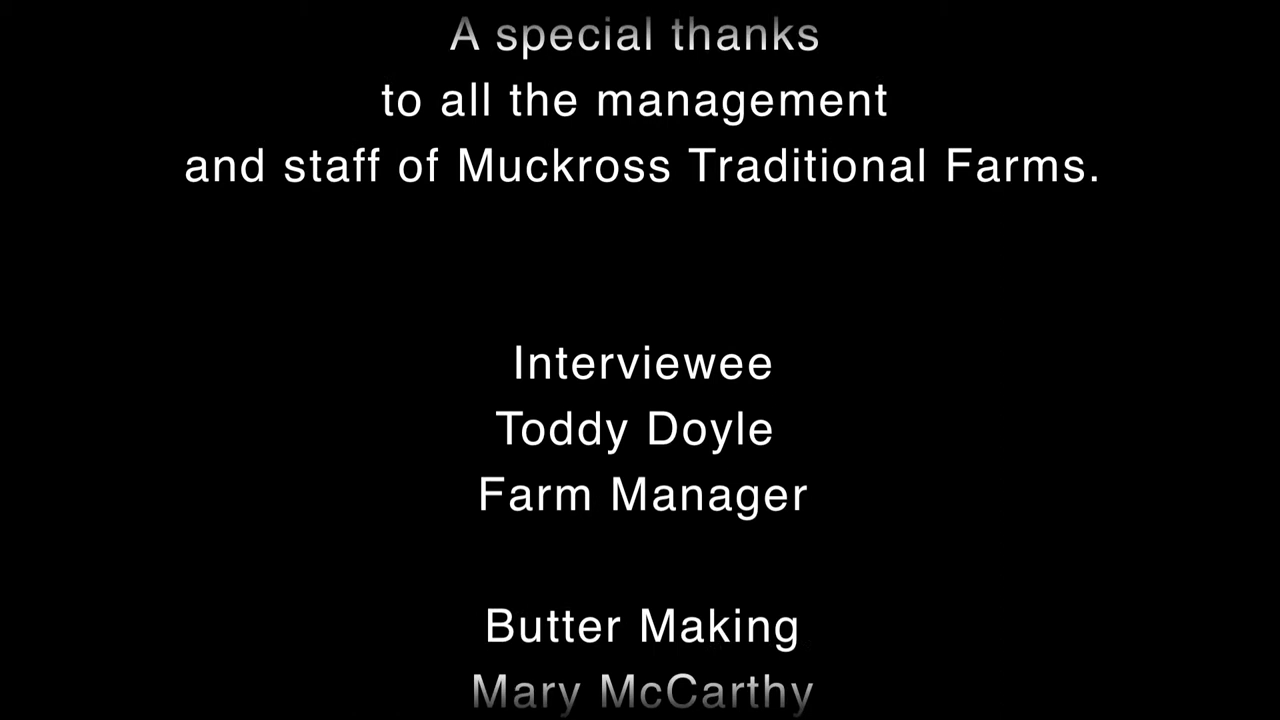 A special thanks
to all the management
and staff of Muckross Traditional Farms.
Interviewee
Toddy Doyle
Farm Manager
Butter Making
Mary McCarthy